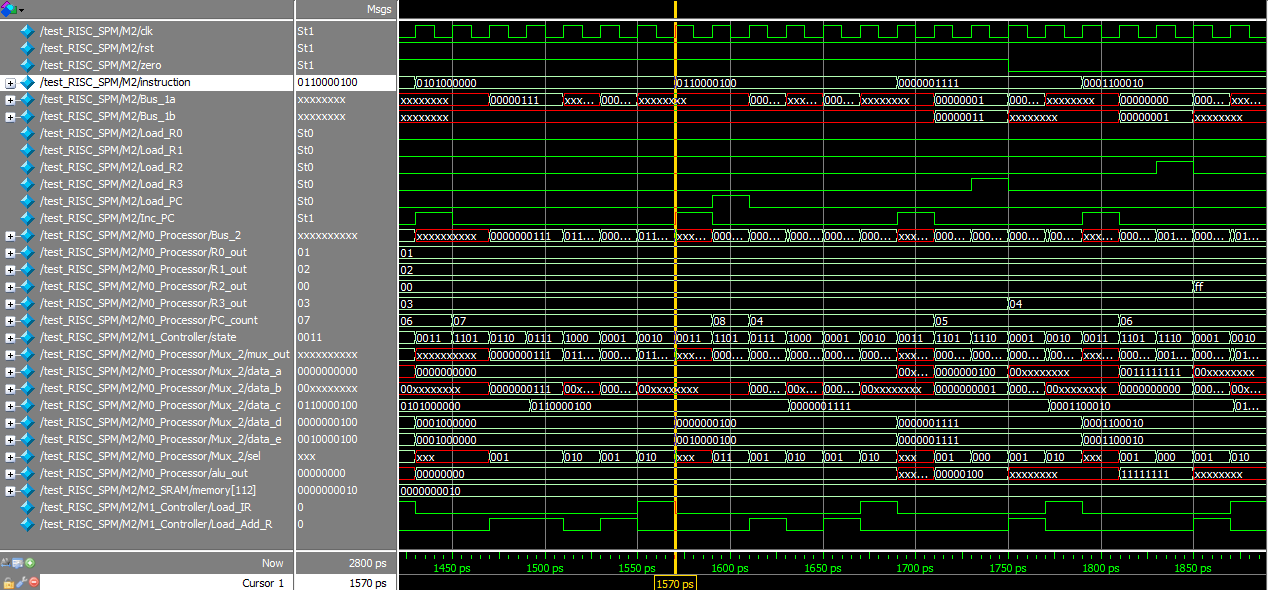 Msgs
/test_RISC_SPM/M2/clk St1
/test_RISC_SPM/M2/rst St1
/test_RISC_SPM/M2/zero St1
/test_RISC_SPM/M2/instruction 0110000100 0101000000 0110000100 0000001111 0001100010
/test_RISC_SPM/M2/Bus_1a xxxxxxxx xxxxxxxx 00000111 xxx... 000... xxxxxxxx 000... xxx... 000... xxxxxxxx 00000001 000... xxxxxxxx 00000000 000... xxx...
/test_RISC_SPM/M2/Bus_1b xxxxxxxx xxxxxxxx 00000011 xxxxxxxx 00000001 xxxxxxxx
/test_RISC_SPM/M2/Load_R0 St0
/test_RISC_SPM/M2/Load_R1 St0
/test_RISC_SPM/M2/Load_R2 St0
/test_RISC_SPM/M2/Load_R3 St0
/test_RISC_SPM/M2/Load_PC St0
/test_RISC_SPM/M2/Inc_PC St1
/test_RISC_SPM/M2/M0_Processor/Bus_2 xxxxxxxxxx xxxxxxxxxx 0000000111 011... 000... 011... xxx... 000... 000... 000... 000... 000... xxx... 000... 000... 000... 00... xxx... 000... 001... 000... 01...
/test_RISC_SPM/M2/M0_Processor/R0_out 01 01
/test_RISC_SPM/M2/M0_Processor/R1_out 02 02
/test_RISC_SPM/M2/M0_Processor/R2_out 00 00 ff
/test_RISC_SPM/M2/M0_Processor/R3_out 03 03 04
/test_RISC_SPM/M2/M0_Processor/PC_count 07 06 07 08 04 05 06
/test_RISC_SPM/M2/M1_Controller/state 0011 0011 1101 0110 0111 1000 0001 0010 0011 1101 0111 1000 0001 0010 0011 1101 1110 0001 0010 0011 1101 1110 0001 0010
/test_RISC_SPM/M2/M0_Processor/Mux_2/mux_out xxxxxxxxxx xxxxxxxxxx 0000000111 011... 000... 011... xxx... 000... 000... 000... 000... 000... xxx... 000... 000... 000... 00... xxx... 000... 001... 000... 01...
/test_RISC_SPM/M2/M0_Processor/Mux_2/data_a 0000000000 0000000000 00x... 0000000100 00xxxxxxxx 0011111111 00xxxxxxxx
/test_RISC_SPM/M2/M0_Processor/Mux_2/data_b 00xxxxxxxx 00xxxxxxxx 0000000111 00x... 000... 00xxxxxxxx 000... 00x... 000... 00xxxxxxxx 0000000001 000... 00xxxxxxxx 0000000000 000... 00x...
/test_RISC_SPM/M2/M0_Processor/Mux_2/data_c 0110000100 0101000000 0110000100 0000001111 0001100010 01...
/test_RISC_SPM/M2/M0_Processor/Mux_2/data_d 0000000100 0001000000 0000000100 0000001111 0001100010
/test_RISC_SPM/M2/M0_Processor/Mux_2/data_e 0010000100 0001000000 0010000100 0000001111 0001100010
/test_RISC_SPM/M2/M0_Processor/Mux_2/sel xxx xxx 001 010 001 010 xxx 011 001 010 001 010 xxx 001 000 001 010 xxx 001 000 001 010
/test_RISC_SPM/M2/M0_Processor/alu_out 00000000 00000000 xxx... 00000100 xxxxxxxx 11111111 xxxxxxxx
/test_RISC_SPM/M2/M2_SRAM/memory[112] 0000000010 0000000010
/test_RISC_SPM/M2/M1_Controller/Load_IR 0
/test_RISC_SPM/M2/M1_Controller/Load_Add_R 0
Now 2800 ps 1450 ps 1500 ps 1550 ps 1600 ps 1650 ps 1700 ps 1750 ps 1800 ps 1850 ps
Cursor 1 1570 ps 1570 ps